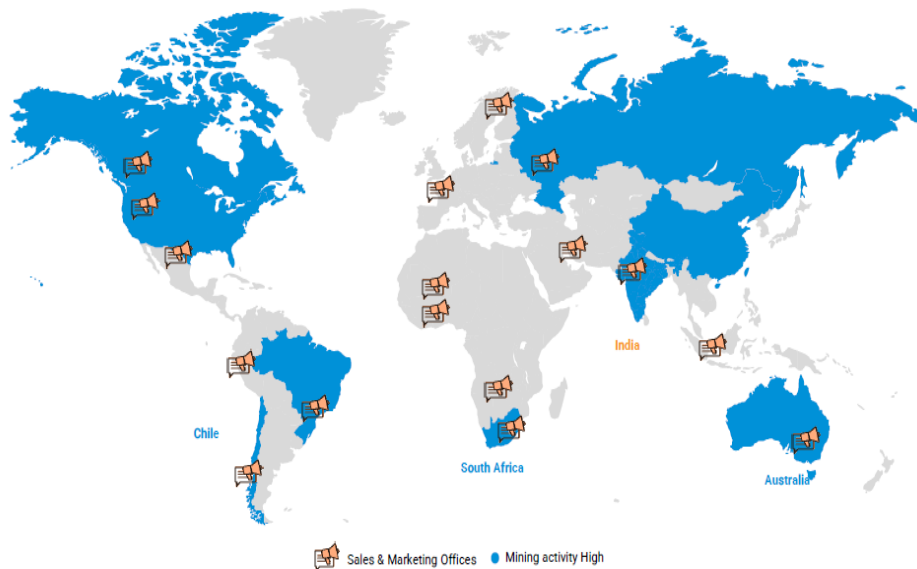 India
Chile
South Africa
Australia
Sales & Marketing Offices
Mining activity High